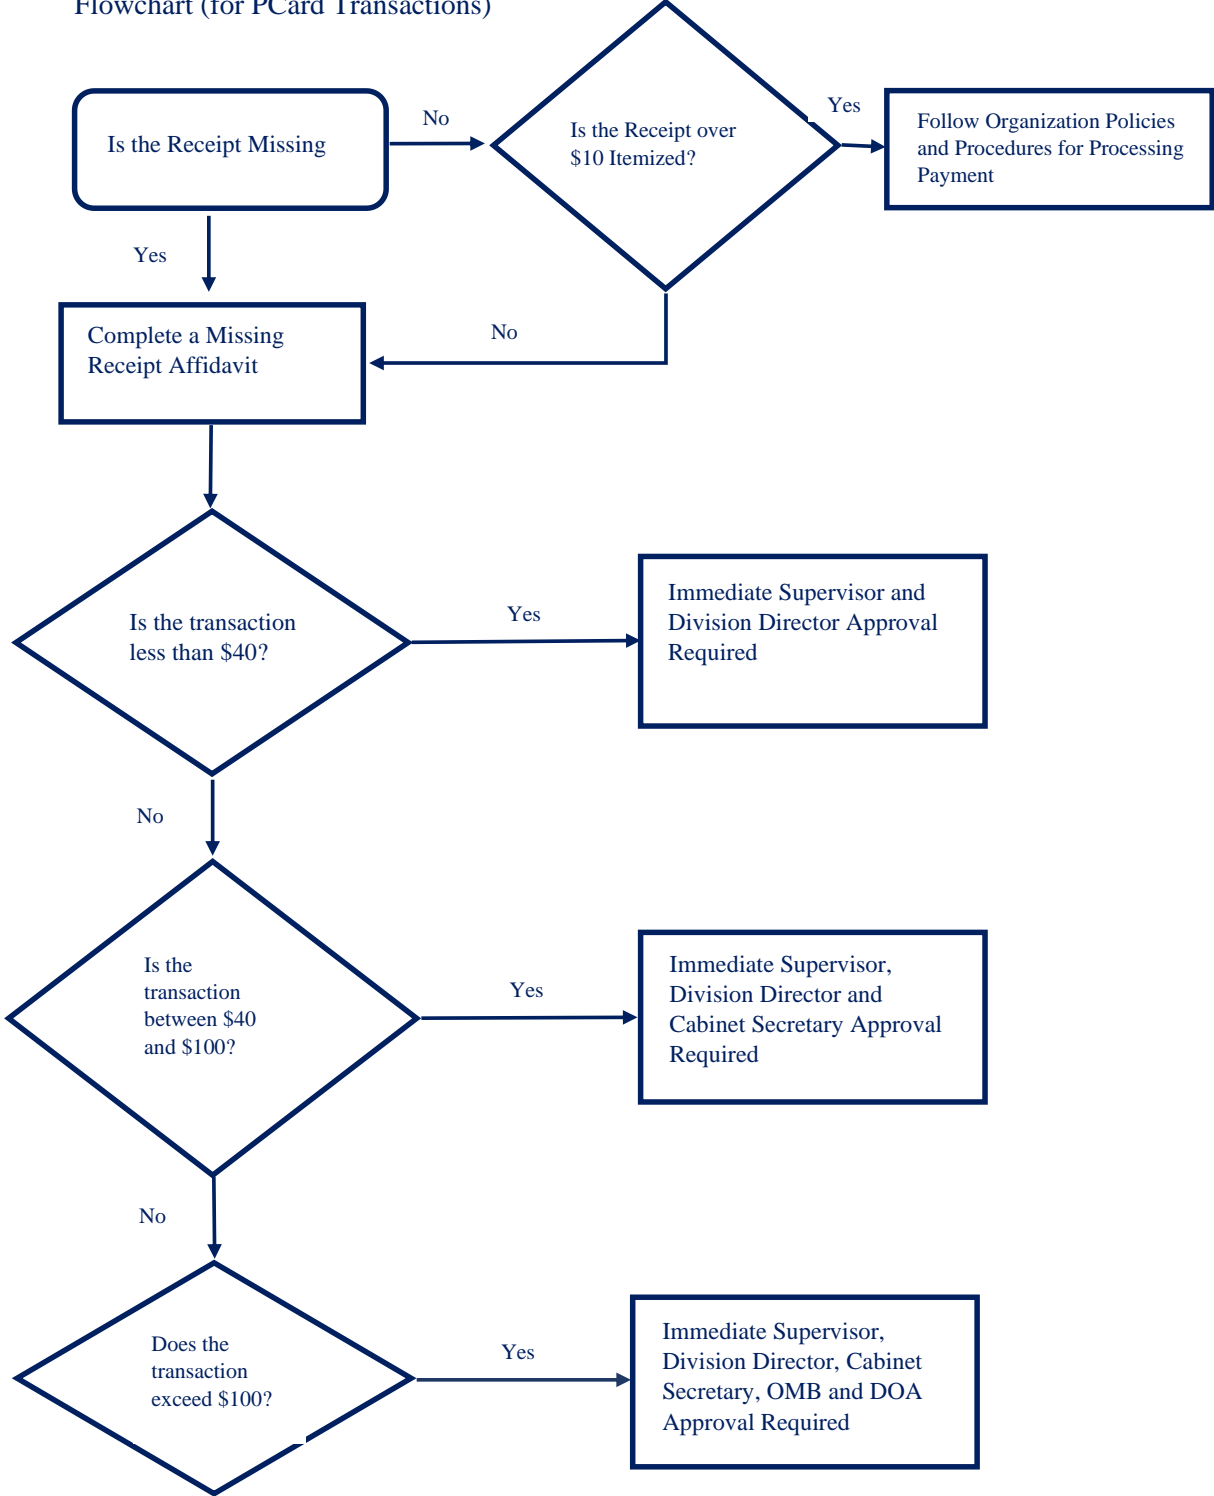 Flowchart (for PCard Transactions)
Is the Receipt Missing
No
Is the Receipt over
$10 Itemized?
Yes
Follow Organization Policies
and Procedures for Processing
Payment
Yes
Complete a Missing
Receipt Affidavit
No
Is the transaction
less than $40?
Yes
Immediate Supervisor and
Division Director Approval
Required
No
Is the
transaction
between $40
and $100?
Yes
Immediate Supervisor,
Division Director and
Cabinet Secretary Approval
Required
No
Does the
transaction
exceed $100?
Yes
Immediate Supervisor,
Division Director, Cabinet
Secretary, OMB and DOA
Approval Required